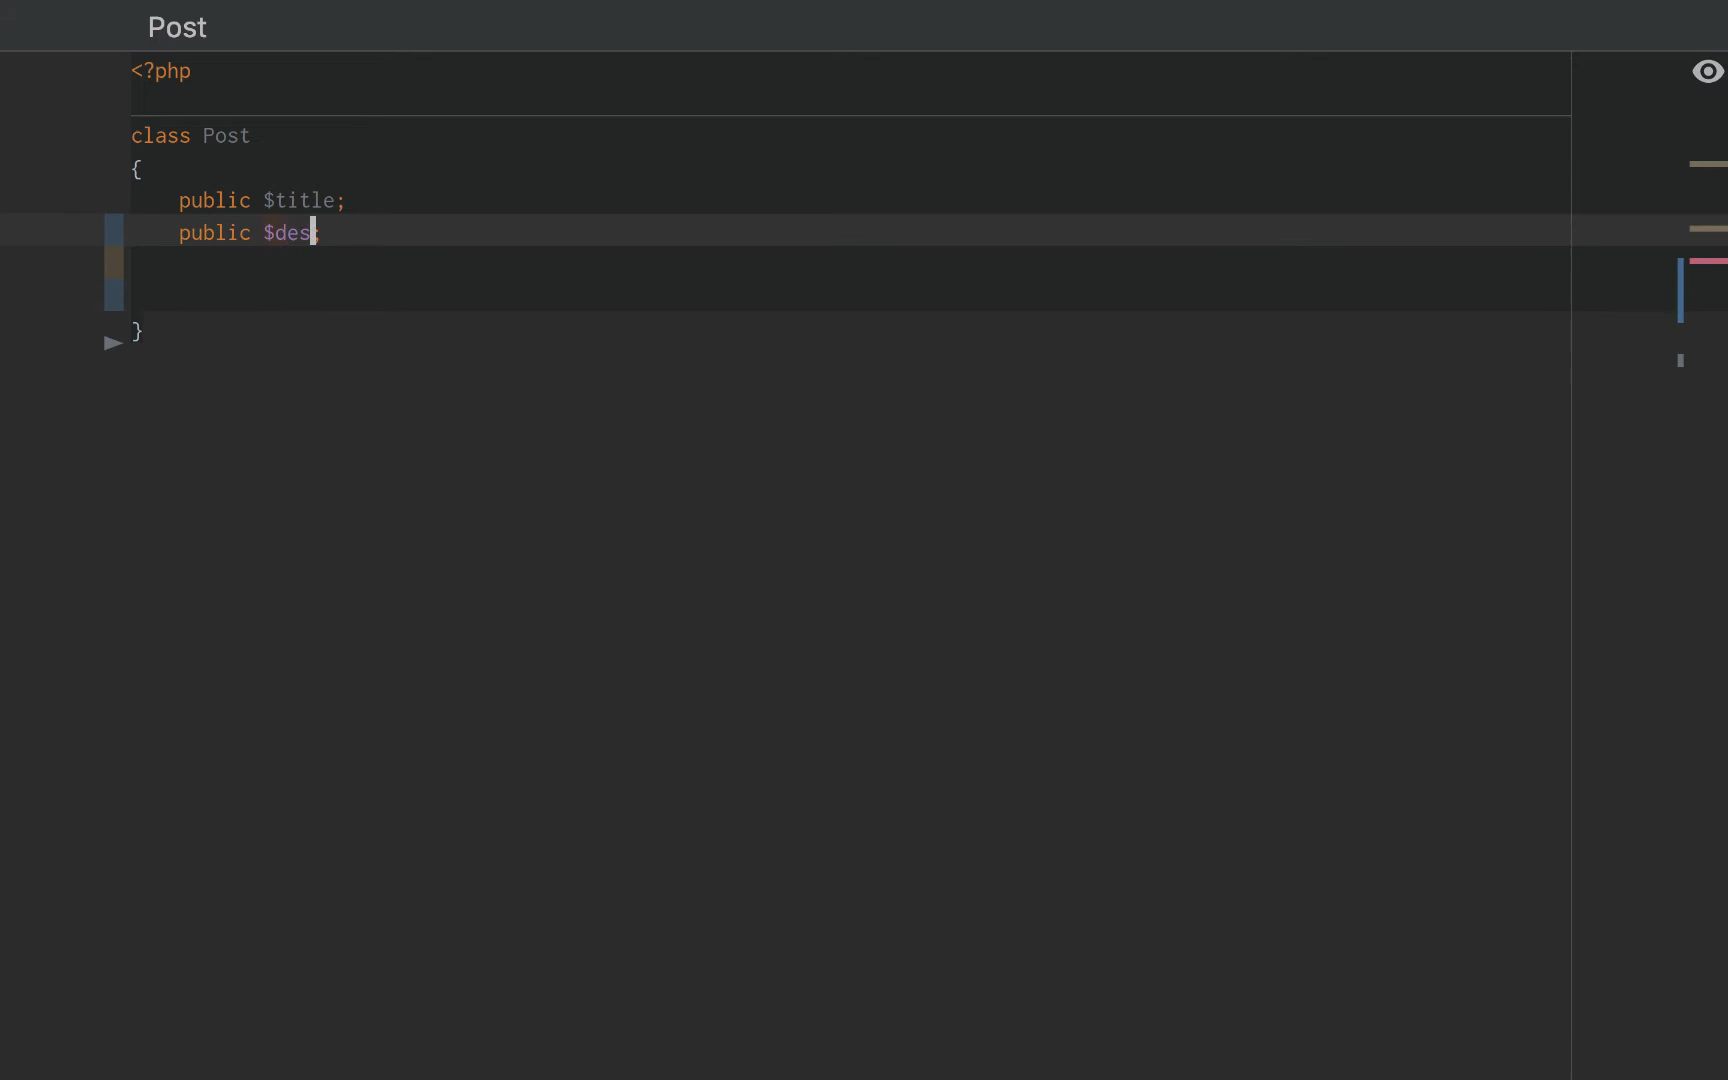 Post
<?php
class Post
{
    public $title;
    public $des;
}